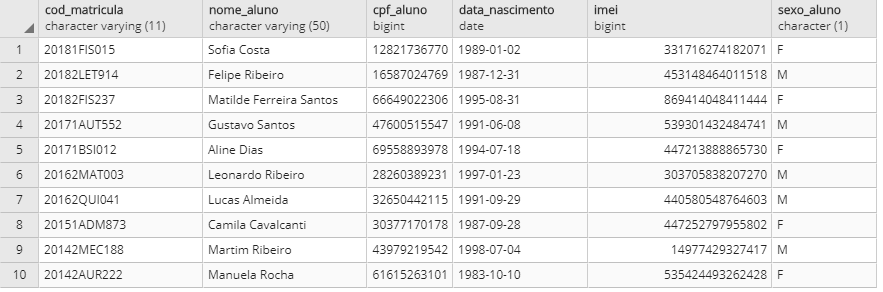 cod_matricula nome_aluno cpf_aluno data_nascimento imei sexo_aluno
character varying (11) character varying (50) bigint date bigint character (1)
1 20181FIS015 Sofia Costa 12821736770 1989-01-02 331716274182071 F
2 20182LET914 Felipe Ribeiro 16587024769 1987-12-31 453148464011518 M
3 20182FIS237 Matilde Ferreira Santos 66649022306 1995-08-31 869414048411444 F
4 20171AUT552 Gustavo Santos 47600515547 1991-06-08 539301432484741 M
5 20171BSI012 Aline Dias 69558893978 1994-07-18 447213888865730 F
6 20162MAT003 Leonardo Ribeiro 28260389231 1997-01-23 303705838207270 M
7 20162QUI041 Lucas Almeida 32650442115 1991-09-29 440580548764603 M
8 20151ADM873 Camila Cavalcanti 30377170178 1987-09-28 447252797955802 F
9 20142MEC188 Martim Ribeiro 43979219542 1998-07-04 14977429327417 M
10 20142AUR222 Manuela Rocha 61615263101 1983-10-10 535424493262428 F